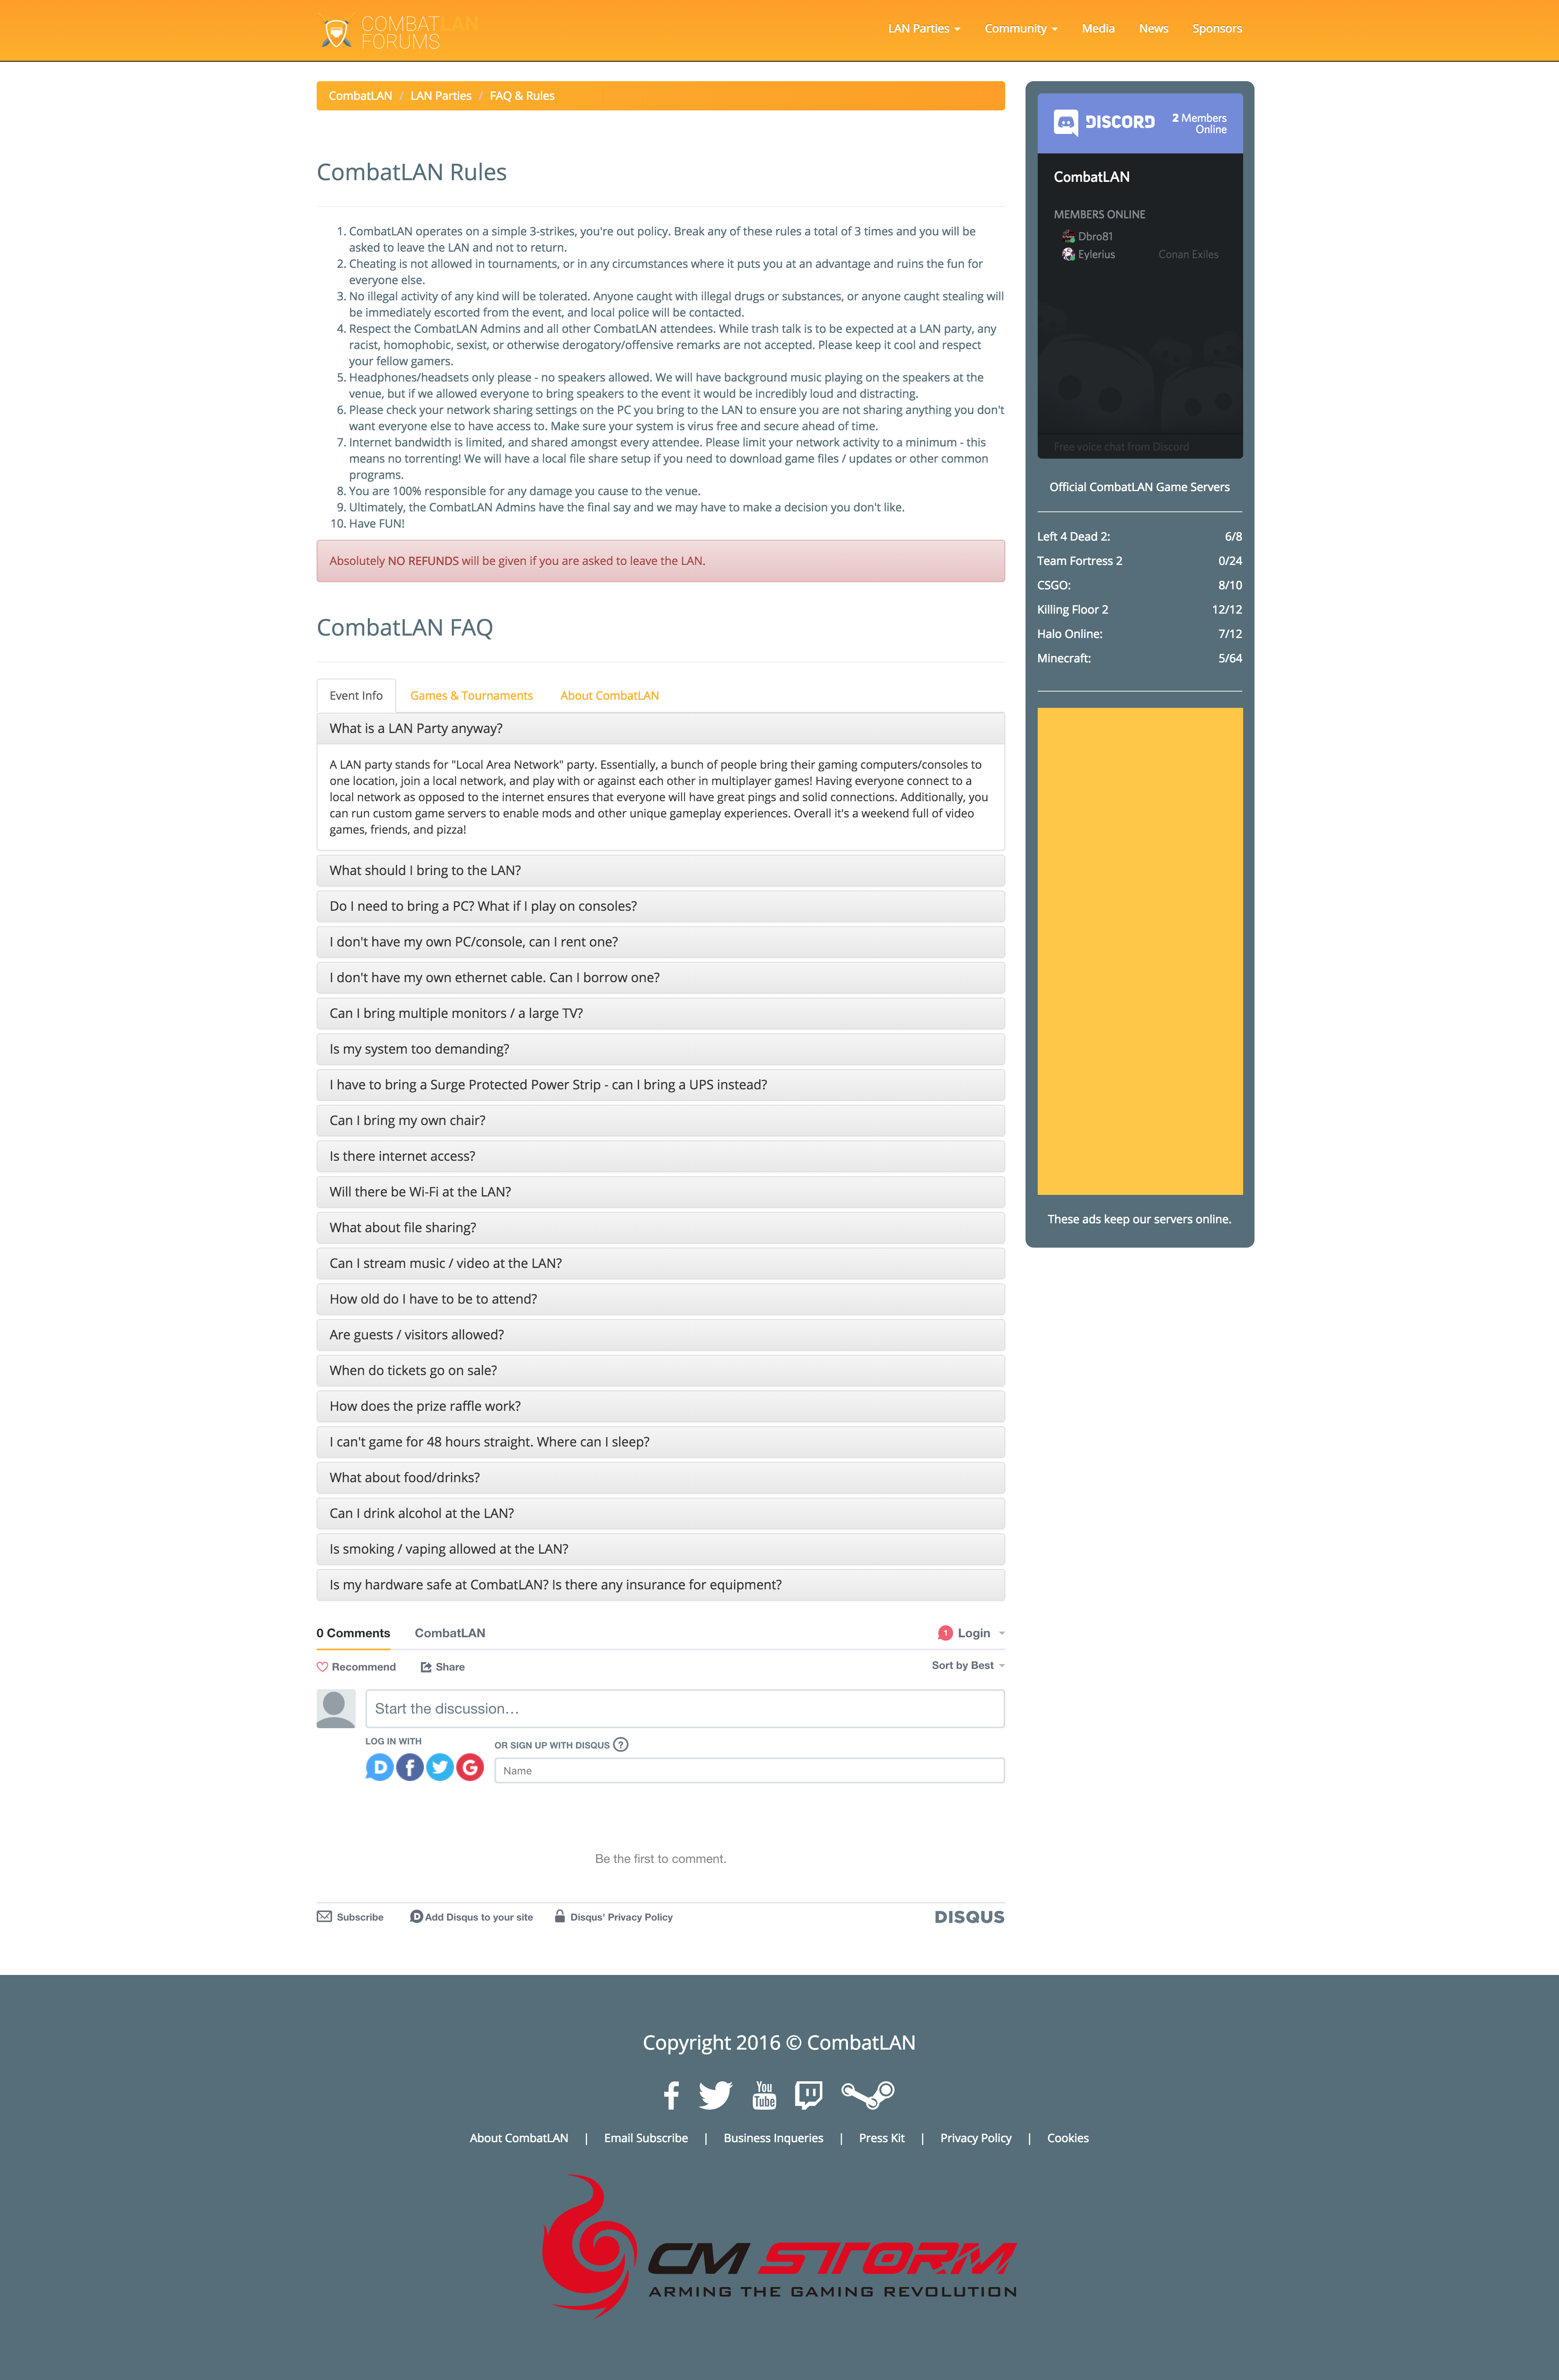 COMBATLAN
FORUMS
LAN Parties
Community
Media
News
Sponsors
CombatLAN / LAN Parties / FAQ & Rules
CombatLAN Rules
1. CombatLAN operates on a simple 3-strikes, you're out policy. Break any of these rules a total of 3 times and you will be
asked to leave the LAN and not to return.
2. Cheating is not allowed in tournaments, or in any circumstances where it puts you at an advantage and ruins the fun for
everyone else.
3. No illegal activity of any kind will be tolerated. Anyone caught with illegal drugs or substances, or anyone caught stealing will
be immediately escorted from the event, and local police will be contacted.
4. Respect the CombatLAN Admins and all other CombatLAN attendees. While trash talk is to be expected at a LAN party, any
racist, homophobic, sexist, or otherwise derogatory/offensive remarks are not accepted. Please keep it cool and respect
your fellow gamers.
5. Headphones/headsets only please - no speakers allowed. We will have background music playing on the speakers at the
venue, but if we allowed everyone to bring speakers to the event it would be incredibly loud and distracting.
6. Please check your network sharing settings on the PC you bring to the LAN to ensure you are not sharing anything you don't
want everyone else to have access to. Make sure your system is virus free and secure ahead of time.
7. Internet bandwidth is limited, and shared amongst every attendee. Please limit your network activity to a minimum - this
means no torrenting! We will have a local file share setup if you need to download game files / updates or other common
programs.
8. You are 100% responsible for any damage you cause to the venue.
9. Ultimately, the CombatLAN Admins have the final say and we may have to make a decision you don't like.
10. Have FUN!
Absolutely NO REFUNDS will be given if you are asked to leave the LAN.
CombatLAN FAQ
Event Info
Games & Tournaments
About CombatLAN
What is a LAN Party anyway?
A LAN party stands for "Local Area Network" party. Essentially, a bunch of people bring their gaming computers/consoles to
one location, join a local network, and play with or against each other in multiplayer games! Having everyone connect to a
local network as opposed to the internet ensures that everyone will have great pings and solid connections. Additionally, you
can run custom game servers to enable mods and other unique gameplay experiences. Overall it's a weekend full of video
games, friends, and pizza!
What should I bring to the LAN?
Do I need to bring a PC? What if I play on consoles?
I don't have my own PC/console, can I rent one?
I don't have my own ethernet cable. Can I borrow one?
Can I bring multiple monitors / a large TV?
Is my system too demanding?
I have to bring a Surge Protected Power Strip - can I bring a UPS instead?
Can I bring my own chair?
Is there internet access?
Will there be Wi-Fi at the LAN?
What about file sharing?
Can I stream music / video at the LAN?
How old do I have to be to attend?
Are guests / visitors allowed?
When do tickets go on sale?
How does the prize raffle work?
I can't game for 48 hours straight. Where can I sleep?
What about food/drinks?
Can I drink alcohol at the LAN?
Is smoking / vaping allowed at the LAN?
Is my hardware safe at CombatLAN? Is there any insurance for equipment?
DISCORD
2 Members
Online
CombatLAN
MEMBERS ONLINE
Dbro81
Eylerius Conan Exiles
Free voice chat from Discord
Official CombatLAN Game Servers
Left 4 Dead 2: 6/8
Team Fortress 2 0/24
CSGO: 8/10
Killing Floor 2 12/12
Halo Online: 7/12
Minecraft: 5/64
These ads keep our servers online.
0 Comments
CombatLAN
1 Login
Recommend
Share
Sort by Best
Start the discussion…
LOG IN WITH
OR SIGN UP WITH DISQUS ?
Name
Be the first to comment.
Subscribe
Add Disqus to your site
Disqus' Privacy Policy
DISQUS
Copyright 2016 © CombatLAN
You
Tube
About CombatLAN | Email Subscribe | Business Inqueries | Press Kit | Privacy Policy | Cookies
CM STORM
ARMING THE GAMING REVOLUTION